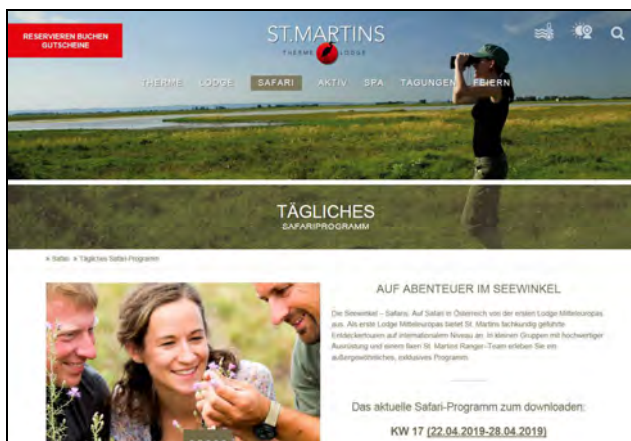 RESERVIEREN BUCHEN
GUTSCHEINE
ST.MARTINS
THERME LODGE
THERME LODGE SAFARI AKTIV SPA TAGUNGEN FEIERN
TÄGLICHES
SAFARIPROGRAMM
Safari Tägliches Safari-Programm
AUF ABENTEUER IM SEEWINKEL
Die Seewinkel – Safaris. Auf Safari in Österreich von der ersten Lodge Mitteleuropas
aus. Als erste Lodge Mitteleuropas bietet St. Martins fachkundig geführte
Entdeckertouren auf internationalem Niveau an. In kleinen Gruppen mit hochwertiger
Ausrüstung und einem St. Martins Ranger-Team erleben Sie ein
außergewöhnliches, exklusives Programm.
Das aktuelle Safari-Programm zum downloaden:
KW 17 (22.04.2019-28.04.2019)